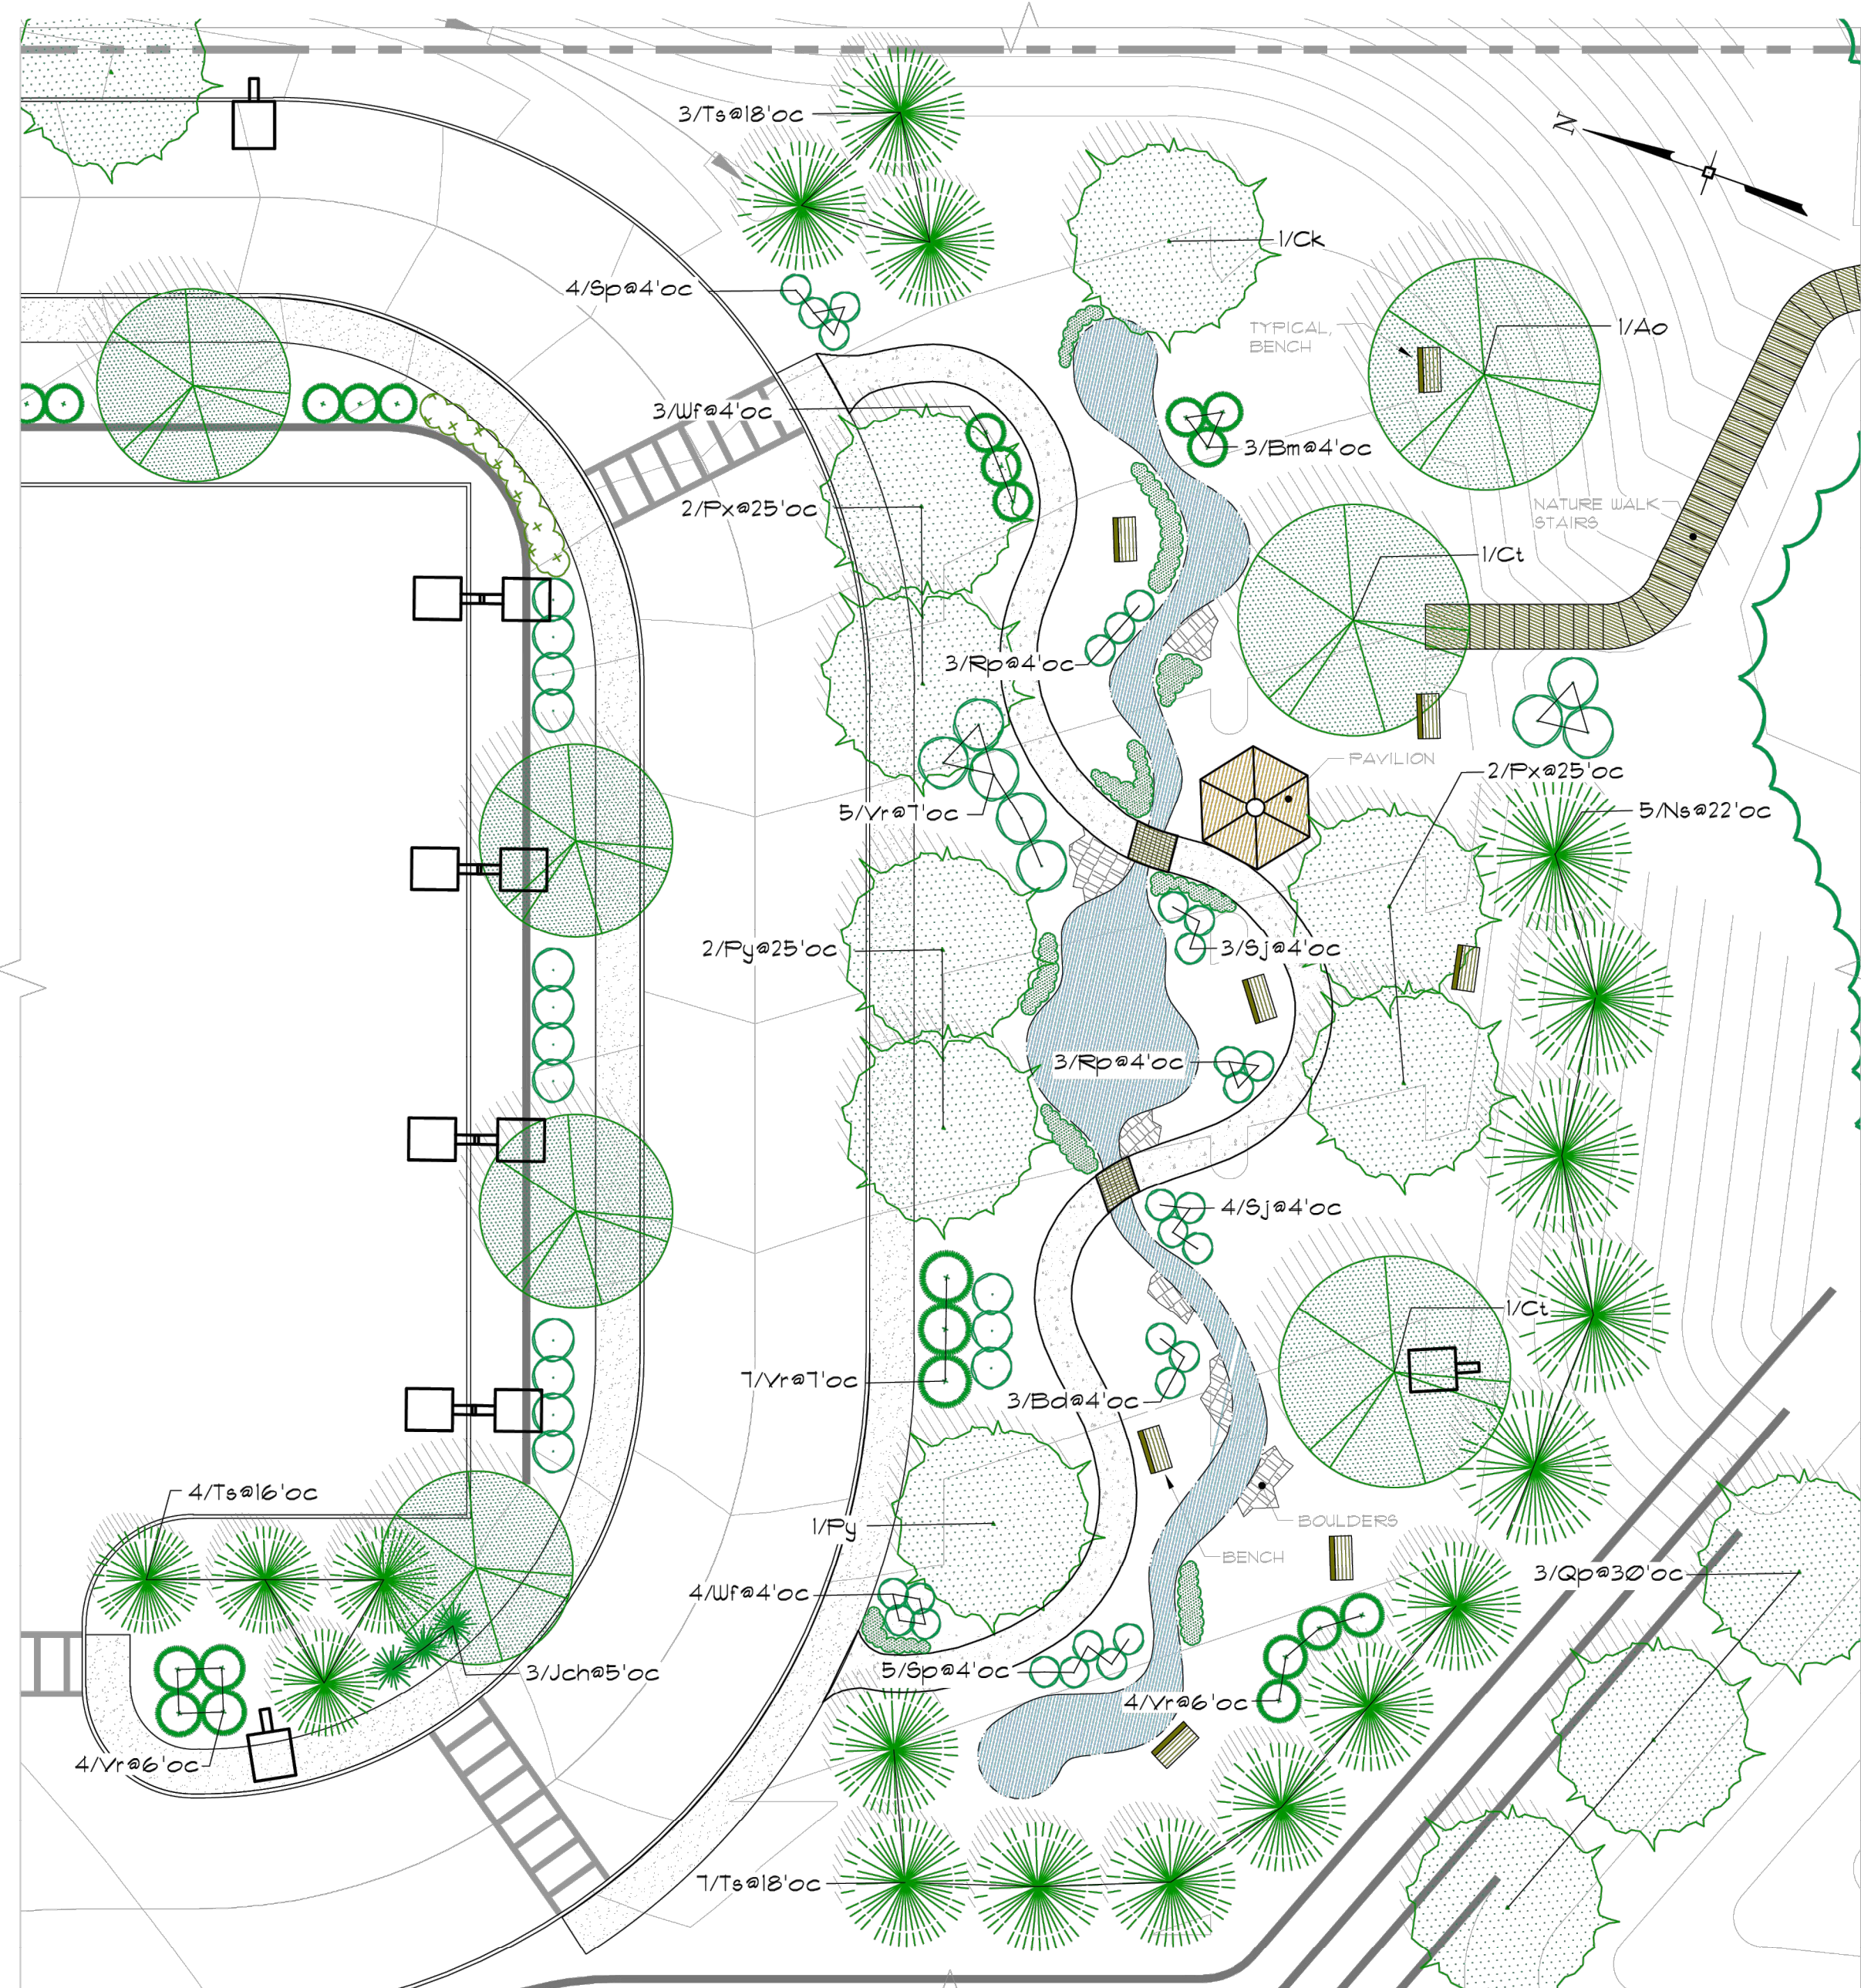 3/Ts@18'oc
N
1/Ck
4/Sp@4'oc
TYPICAL,
BENCH
1/Ao
3/Wf@4'oc
3/Bm@4'oc
2/Px@25'oc
NATURE WALK
STAIRS
1/Ct
3/Rp@4'oc
PAVILION
2/Px@25'oc
5/Vr@7'oc
5/Ns@22'oc
2/Py@25'oc
3/Sj@4'oc
3/Rp@4'oc
4/Sj@4'oc
1/Ct
7/Vr@7'oc
3/Bd@4'oc
4/Ts@16'oc
1/Py
BOULDERS
BENCH
3/Qp@30'oc
4/Wf@4'oc
3/Jch@5'oc
5/Sp@4'oc
4/Vr@6'oc
4/Vr@6'oc
7/Ts@18'oc